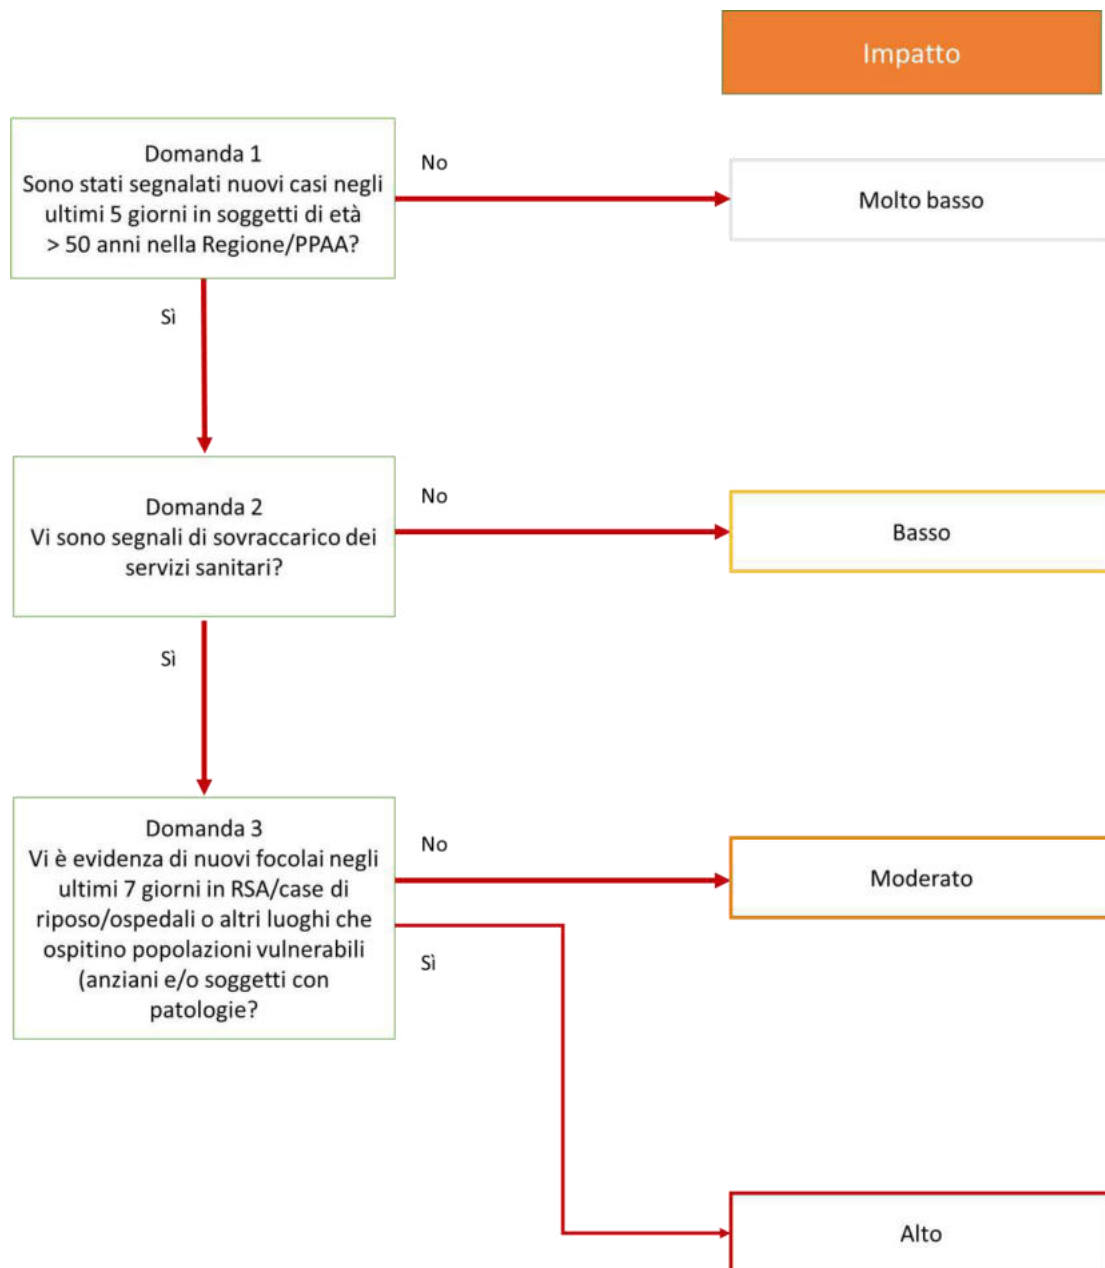 Impatto
Domanda 1
Sono stati segnalati nuovi casi negli
ultimi 5 giorni in soggetti di età
> 50 anni nella Regione/PPAA?
No
Molto basso
Sì
Domanda 2
Vi sono segnali di sovraccarico dei
servizi sanitari?
No
Basso
Sì
Domanda 3
Vi è evidenza di nuovi focolai negli
ultimi 7 giorni in RSA/case di
riposo/ospedali o altri luoghi che
ospitino popolazioni vulnerabili
(anziani e/o soggetti con
patologie?
No
Moderato
Sì
Alto